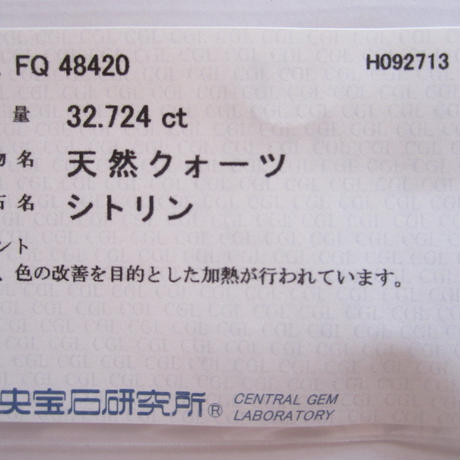 FQ 48420 H092713
量 32.724 ct
物名 天然クォーツ
石名 シトリン
ント
、色の改善を目的とした加熱が行われています。
央宝石研究所® CENTRAL GEM
LABORATORY